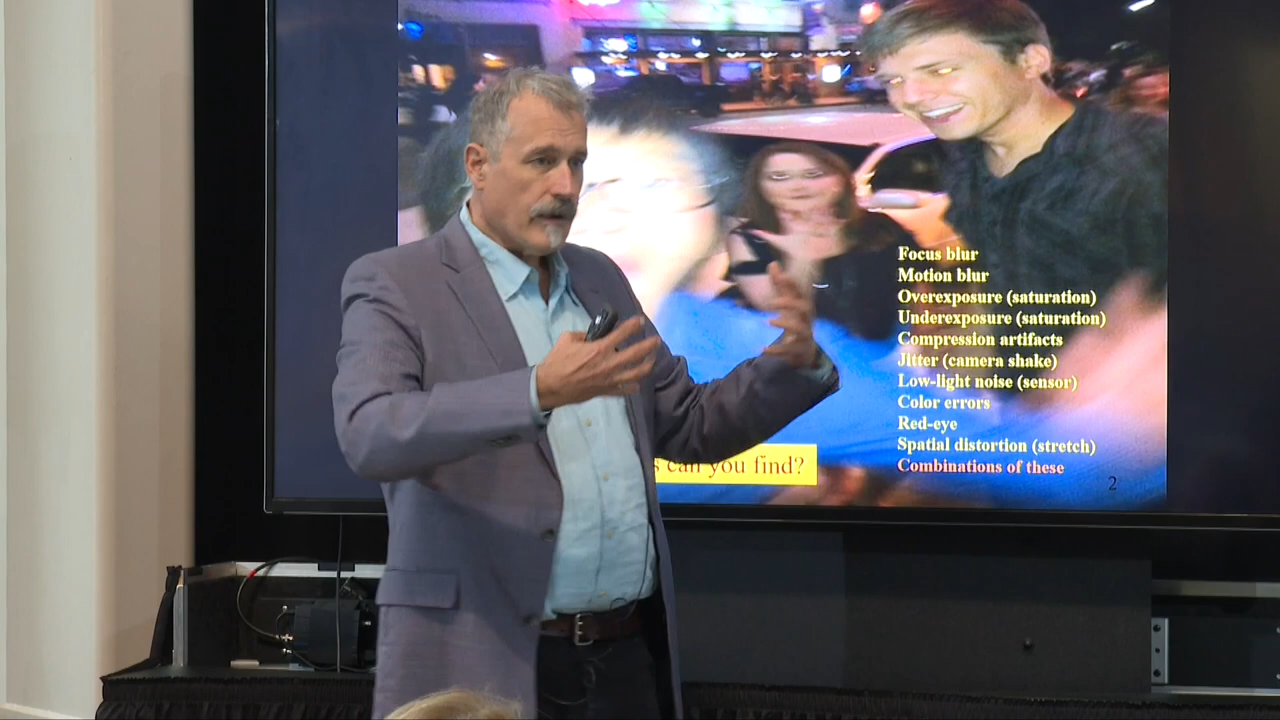 Focus blur
Motion blur
Overexposure (saturation)
Underexposure (saturation)
Compression artifacts
Jitter (camera shake)
Low-light noise (sensor)
Color errors
Red-eye
Spatial distortion (stretch)
Combinations of these
can you find?
2